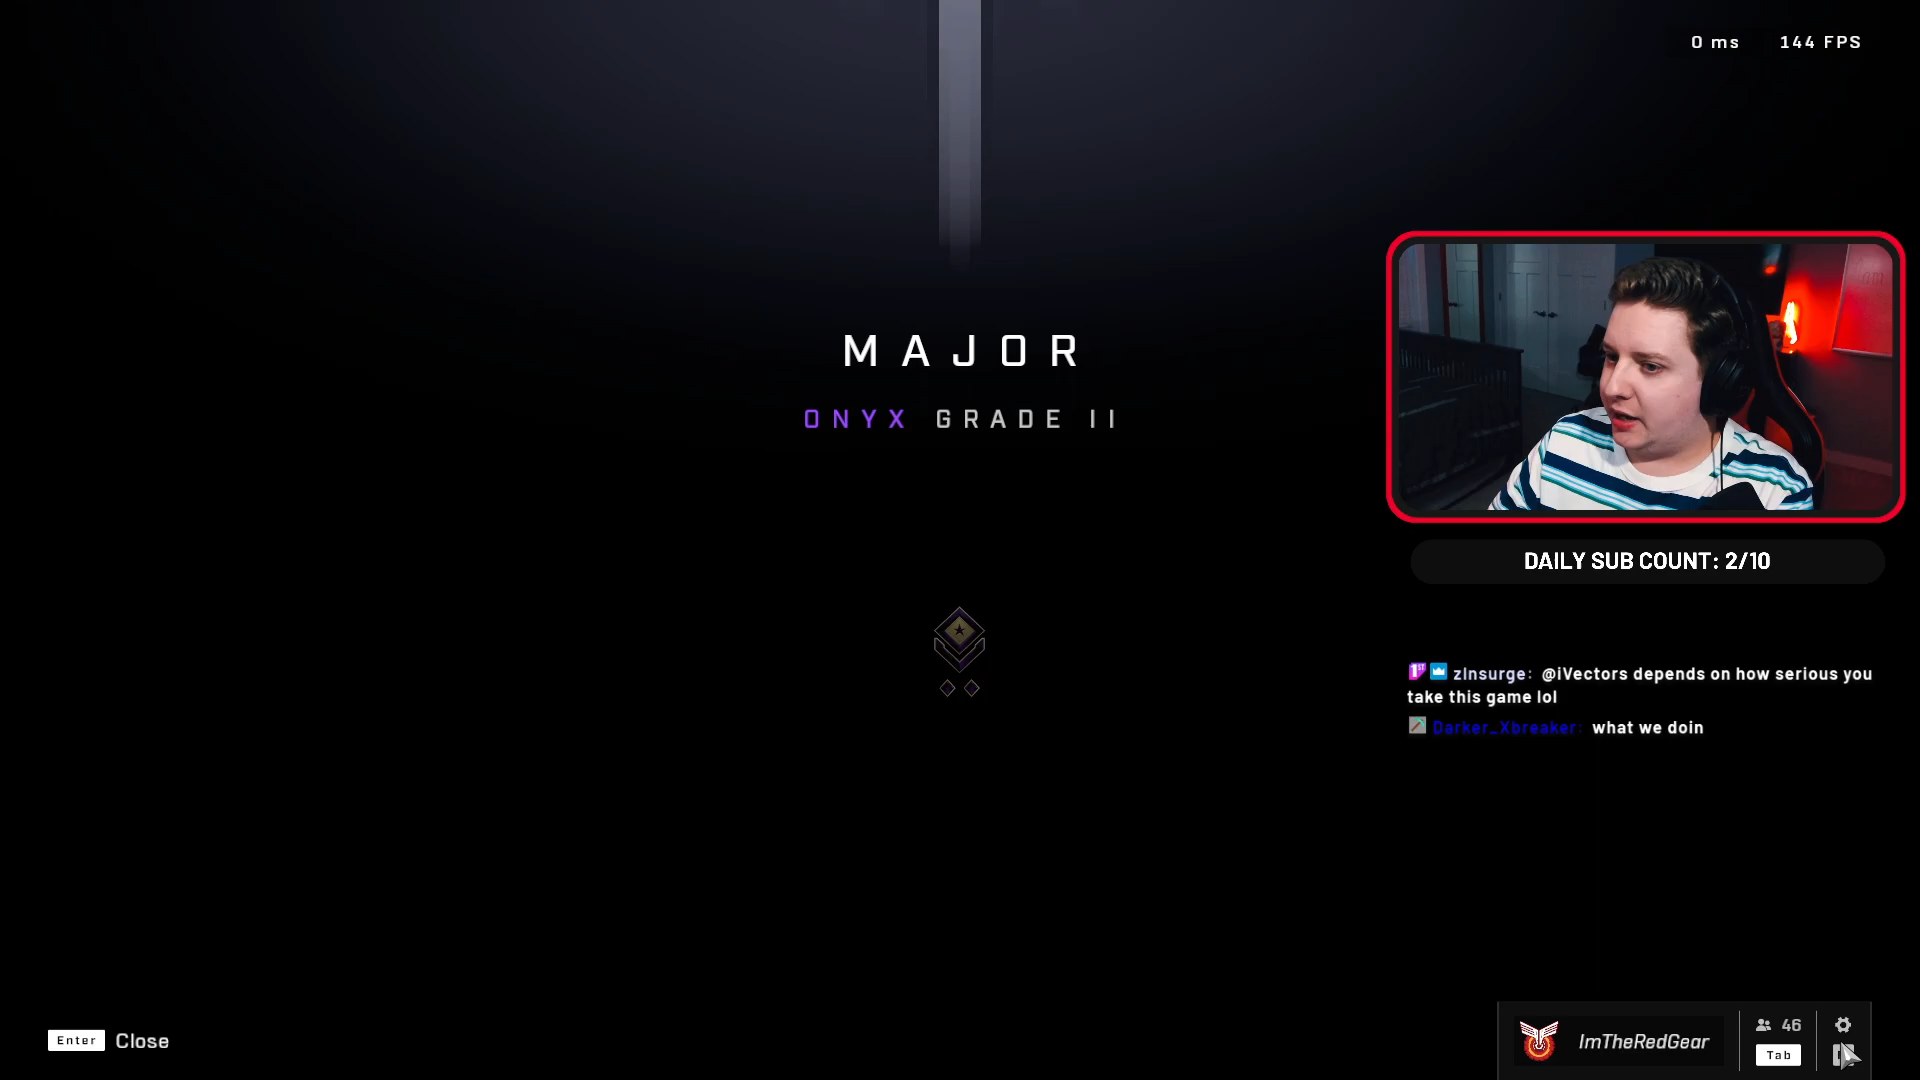 0 ms 144 FPS
MAJOR
ONYX GRADE II
DAILY SUB COUNT: 2/10
zInsurge: @iVectors depends on how serious you
take this game lol
Darker_Xbreaker: what we doin
Enter Close
ImTheRedGear
46
Tab